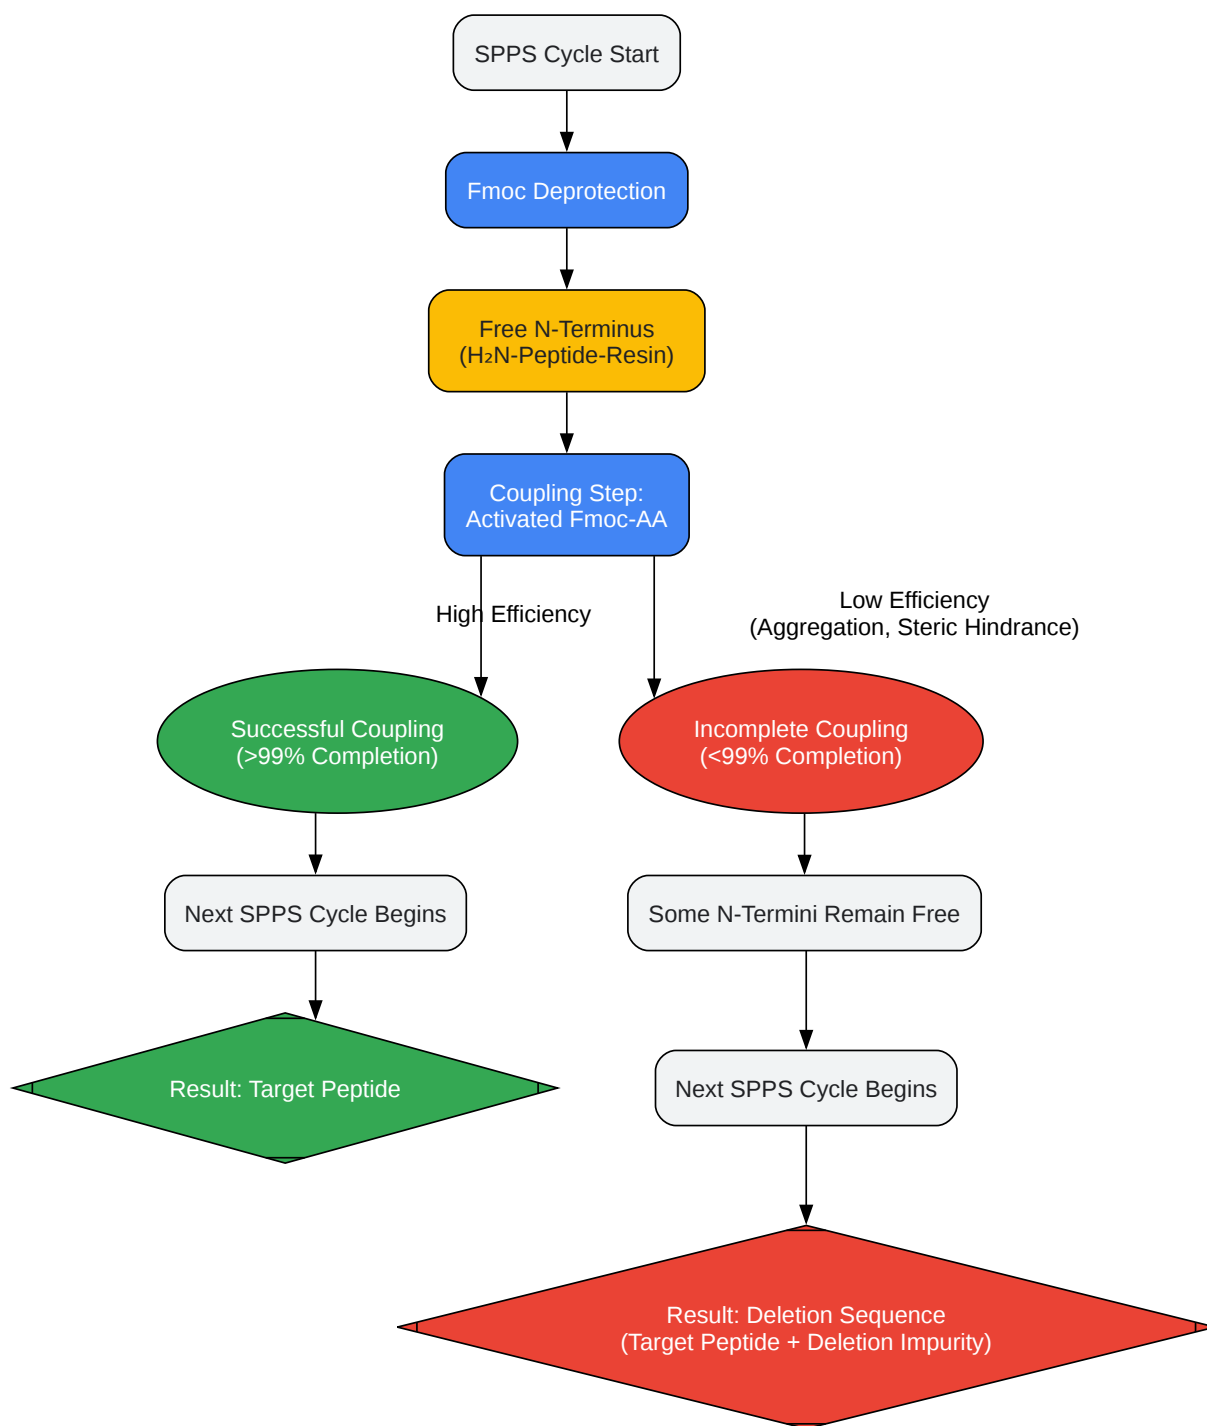 SPPS Cycle Start
Fmoc Deprotection
Free N-Terminus
(H₂N-Peptide-Resin)
Coupling Step:
Activated Fmoc-AA
High Efficiency
Low Efficiency
(Aggregation, Steric Hindrance)
Successful Coupling
(>99% Completion)
Incomplete Coupling
(<99% Completion)
Next SPPS Cycle Begins
Some N-Termini Remain Free
Result: Target Peptide
Next SPPS Cycle Begins
Result: Deletion Sequence
(Target Peptide + Deletion Impurity)